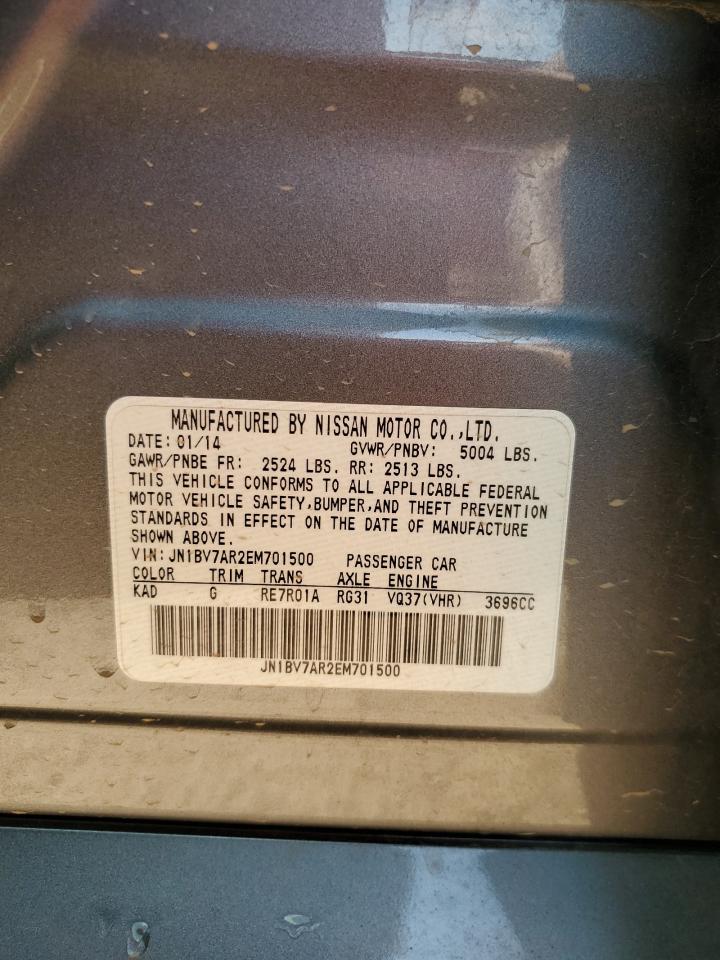 MANUFACTURED BY NISSAN MOTOR CO.,LTD.
DATE: 01/14 GVWR/PNBV: 5004 LBS.
GAWR/PNBE FR: 2524 LBS. RR: 2513 LBS.
THIS VEHICLE CONFORMS TO ALL APPLICABLE FEDERAL
MOTOR VEHICLE SAFETY,BUMPER,AND THEFT PREVENTION
STANDARDS IN EFFECT ON THE DATE OF MANUFACTURE
SHOWN ABOVE.
VIN: JN1BV7AR2EM701500 PASSENGER CAR
COLOR TRIM TRANS AXLE ENGINE
KAD G RE7R01A RG31 VQ37(VHR) 3696CC
JN1BV7AR2EM701500